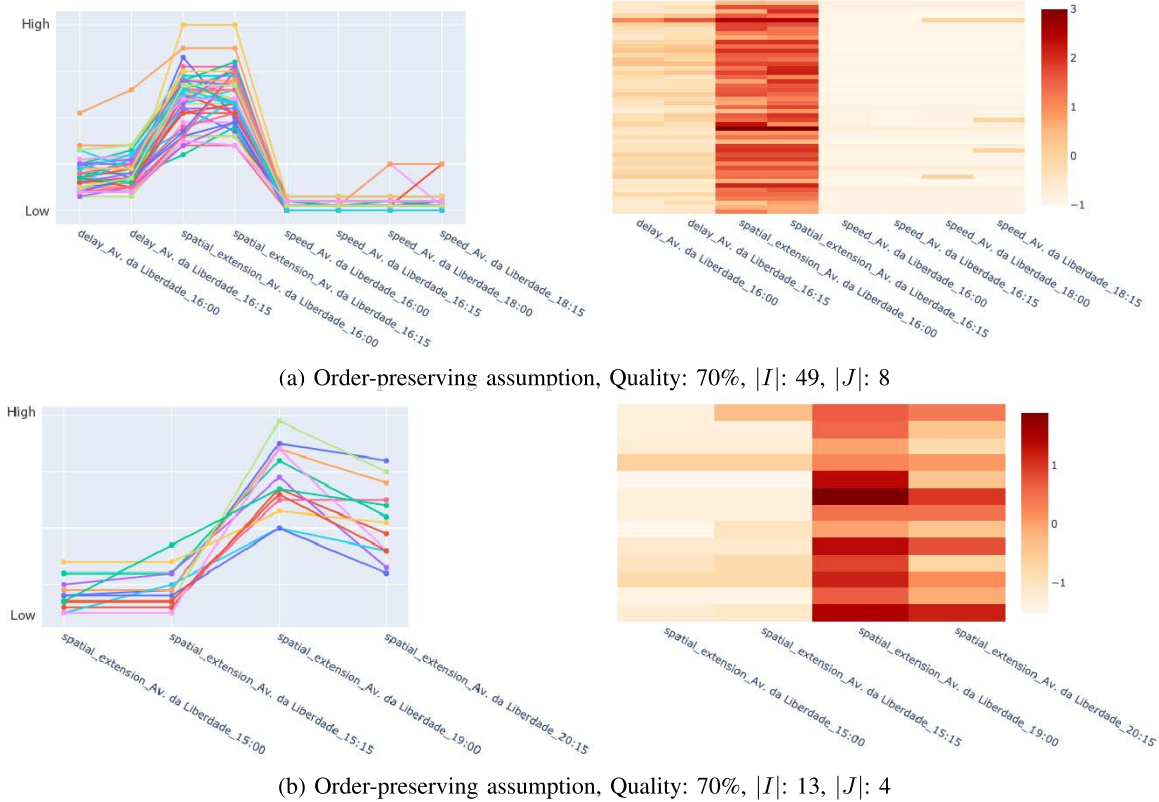 High
Low
delay_Av. da Liberdade_16:00
delay_Av. da Liberdade_16:15
spatial_extension_Av. da Liberdade_16:00
spatial_extension_Av. da Liberdade_16:15
speed_Av. da Liberdade_16:00
speed_Av. da Liberdade_16:15
speed_Av. da Liberdade_18:00
speed_Av. da Liberdade_18:15
3
2
1
0
−1
delay_Av. da Liberdade_16:00
delay_Av. da Liberdade_16:15
spatial_extension_Av. da Liberdade_16:00
spatial_extension_Av. da Liberdade_16:15
speed_Av. da Liberdade_16:00
speed_Av. da Liberdade_16:15
speed_Av. da Liberdade_18:00
speed_Av. da Liberdade_18:15
(a) Order-preserving assumption, Quality: 70%, |I|: 49, |J|: 8
High
Low
spatial_extension_Av. da Liberdade_15:00
spatial_extension_Av. da Liberdade_15:15
spatial_extension_Av. da Liberdade_19:00
spatial_extension_Av. da Liberdade_20:15
1
0
−1
spatial_extension_Av. da Liberdade_15:00
spatial_extension_Av. da Liberdade_15:15
spatial_extension_Av. da Liberdade_19:00
spatial_extension_Av. da Liberdade_20:15
(b) Order-preserving assumption, Quality: 70%, |I|: 13, |J|: 4